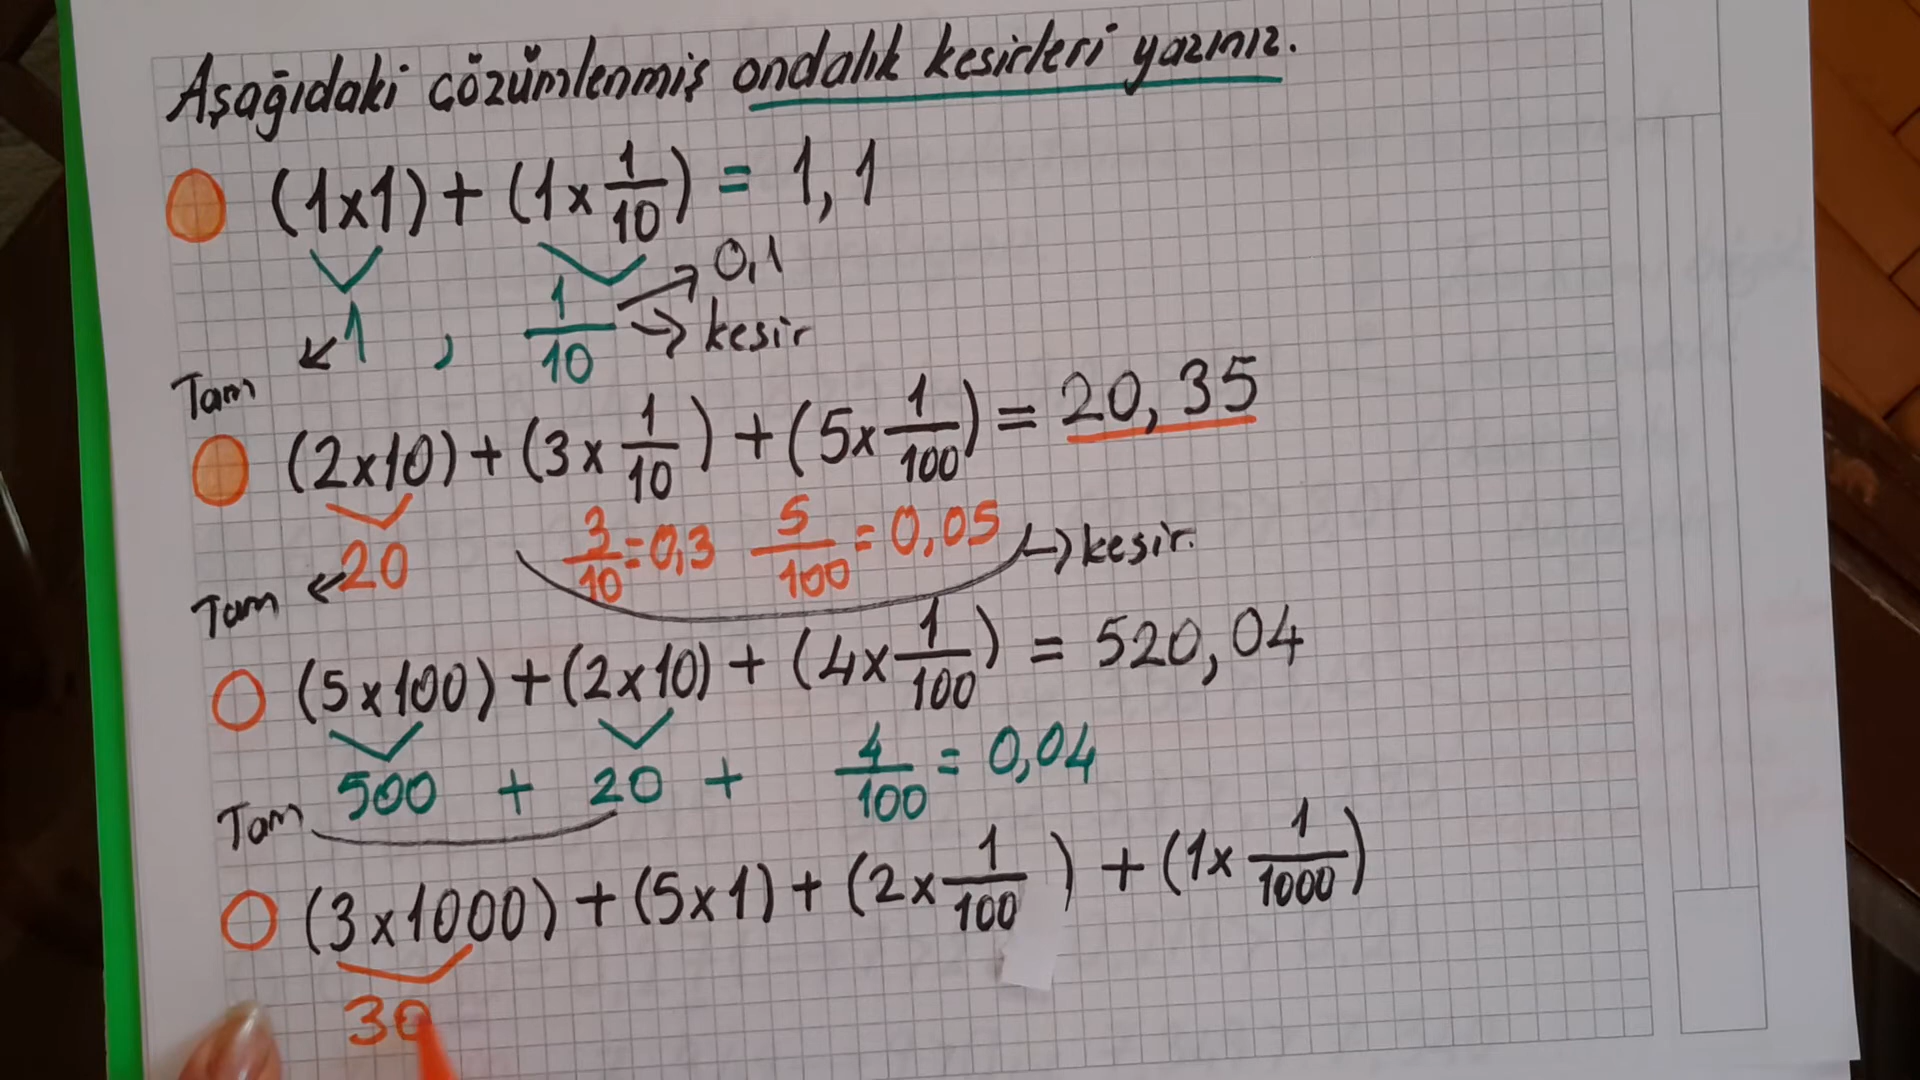 Aşağıdaki çözümlenmiş ondalık kesirleri yazınız.
(1x1) + (1x 1/10) = 1,1
0,1
1 , 1/10 → kesir
Tam
(2x10) + (3x 1/10) + (5x 1/100) = 20,35
20 3/10 = 0,3 5/100 = 0,05 → kesir.
Tam
(5x100) + (2x10) + (4x 1/100) = 520,04
500 + 20 + 4/100 = 0,04
Tam
(3x1000) + (5x1) + (2x 1/100) + (1x 1/1000)
30